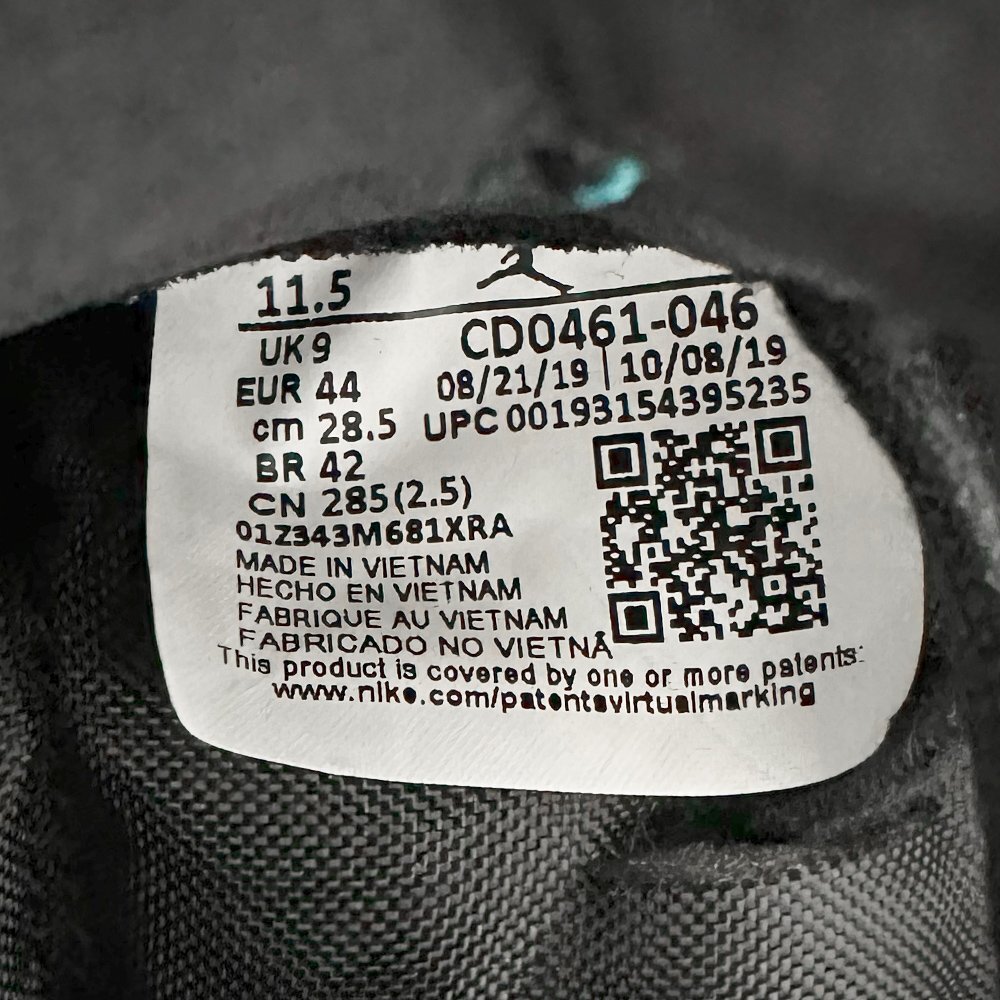 11.5
CD0461-046
UK 9
08/21/19 | 10/08/19
EUR 44
UPC 00193154395235
cm 28.5
BR 42
CN 285(2.5)
01Z343M681XRA
MADE IN VIETNAM
HECHO EN VIETNAM
FABRIQUE AU VIETNAM
FABRICADO NO VIETNÃ
This product is covered by one or more patents:
www.nike.com/patentsvirtualmarking